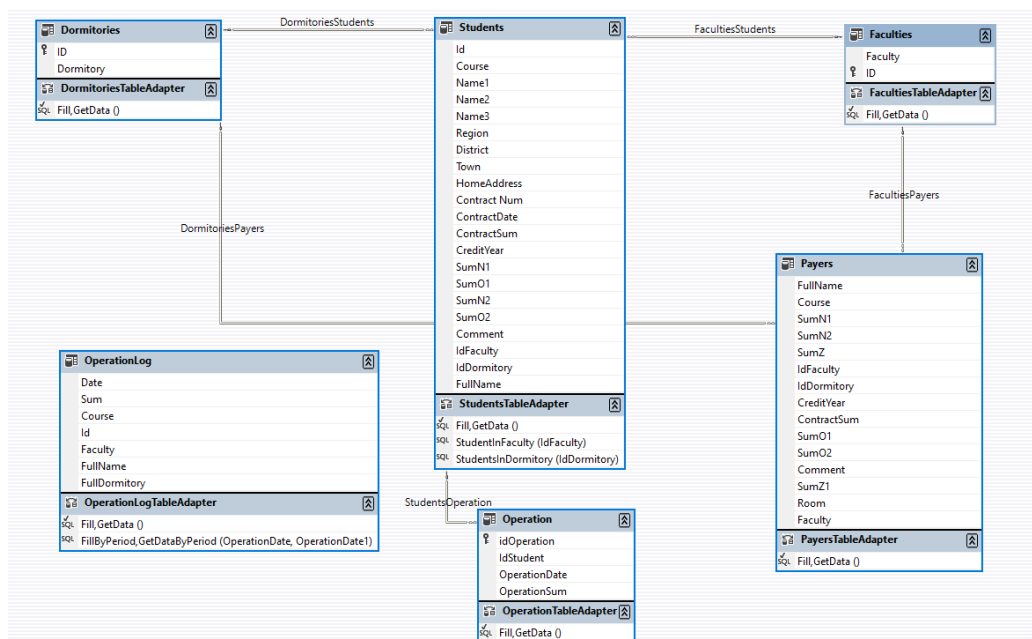 DormitoriesStudents
FacultiesStudents
Dormitories
ID
Dormitory
DormitoriesTableAdapter
Fill,GetData ()
Students
Id
Course
Name1
Name2
Name3
Region
District
Town
HomeAddress
Contract Num
ContractDate
ContractSum
CreditYear
SumN1
SumO1
SumN2
SumO2
Comment
IdFaculty
IdDormitory
FullName
StudentsTableAdapter
Fill,GetData ()
StudentInFaculty (IdFaculty)
StudentsInDormitory (IdDormitory)
Faculties
Faculty
ID
FacultiesTableAdapter
Fill,GetData ()
FacultiesPayers
DormitoriesPayers
Payers
FullName
Course
SumN1
SumN2
SumZ
IdFaculty
IdDormitory
CreditYear
ContractSum
SumO1
SumO2
Comment
SumZ1
Room
Faculty
PayersTableAdapter
Fill,GetData ()
OperationLog
Date
Sum
Course
Id
Faculty
FullName
FullDormitory
OperationLogTableAdapter
Fill,GetData ()
FillByPeriod,GetDataByPeriod (OperationDate, OperationDate1)
StudentsOperation
Operation
idOperation
IdStudent
OperationDate
OperationSum
OperationTableAdapter
Fill,GetData ()